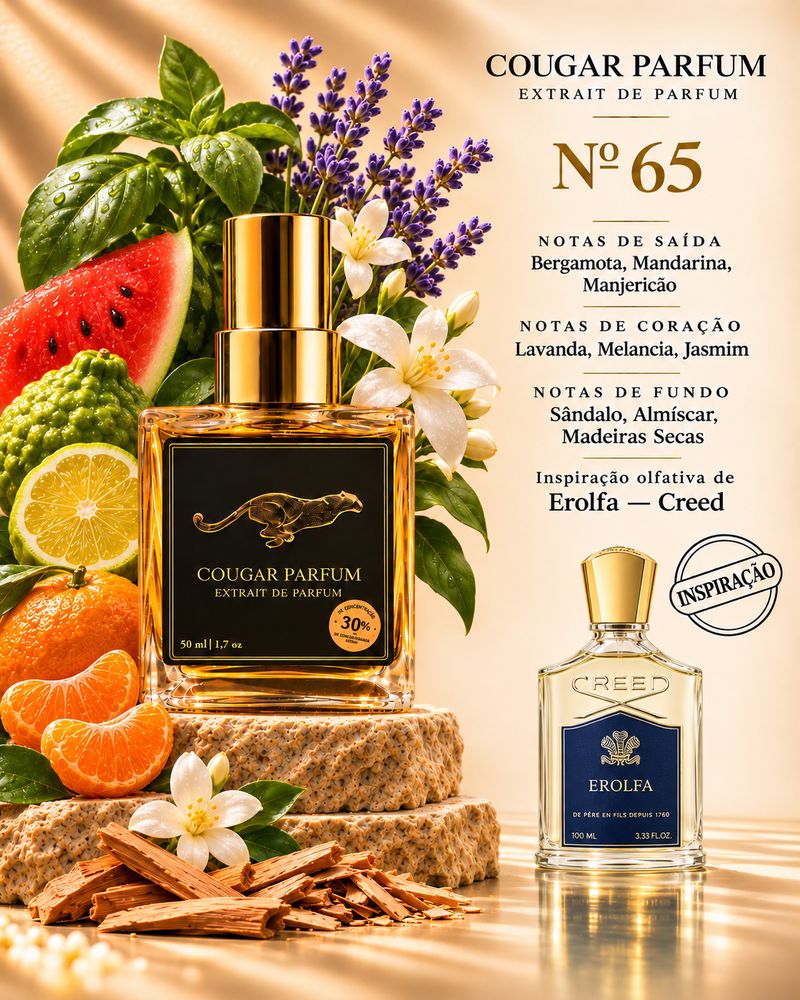 COUGAR PARFUM
EXTRAIT DE PARFUM
Nº 65
NOTAS DE SAÍDA
Bergamota, Mandarina,
Manjericão
NOTAS DE CORAÇÃO
Lavanda, Melancia, Jasmim
NOTAS DE FUNDO
Sândalo, Almíscar,
Madeiras Secas
Inspiração olfativa de
Erolfa — Creed
INSPIRAÇÃO
COUGAR PARFUM
EXTRAIT DE PARFUM
50 ml | 1,7 oz
DE CONCENTRAÇÃO
30%
CREED
EROLFA
DE PÈRE EN FILS DEPUIS 1760
100 ML 3.33 FL.OZ.